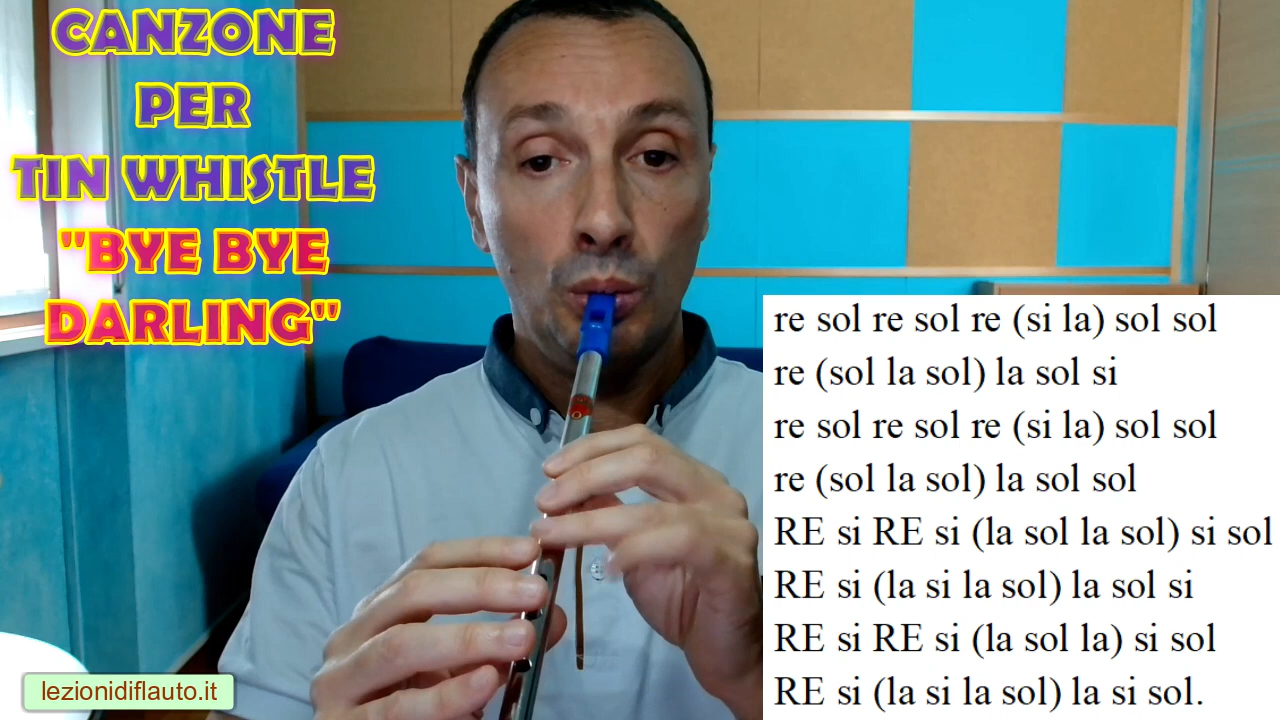 CANZONE
PER
TIN WHISTLE
"BYE BYE
DARLING"
re sol re sol re (si la) sol sol
re (sol la sol) la sol si
re sol re sol re (si la) sol sol
re (sol la sol) la sol sol
RE si RE si (la sol la sol) si sol
RE si (la si la sol) la sol si
RE si RE si (la sol la) si sol
RE si (la si la sol) la si sol.
lezionidiflauto.it